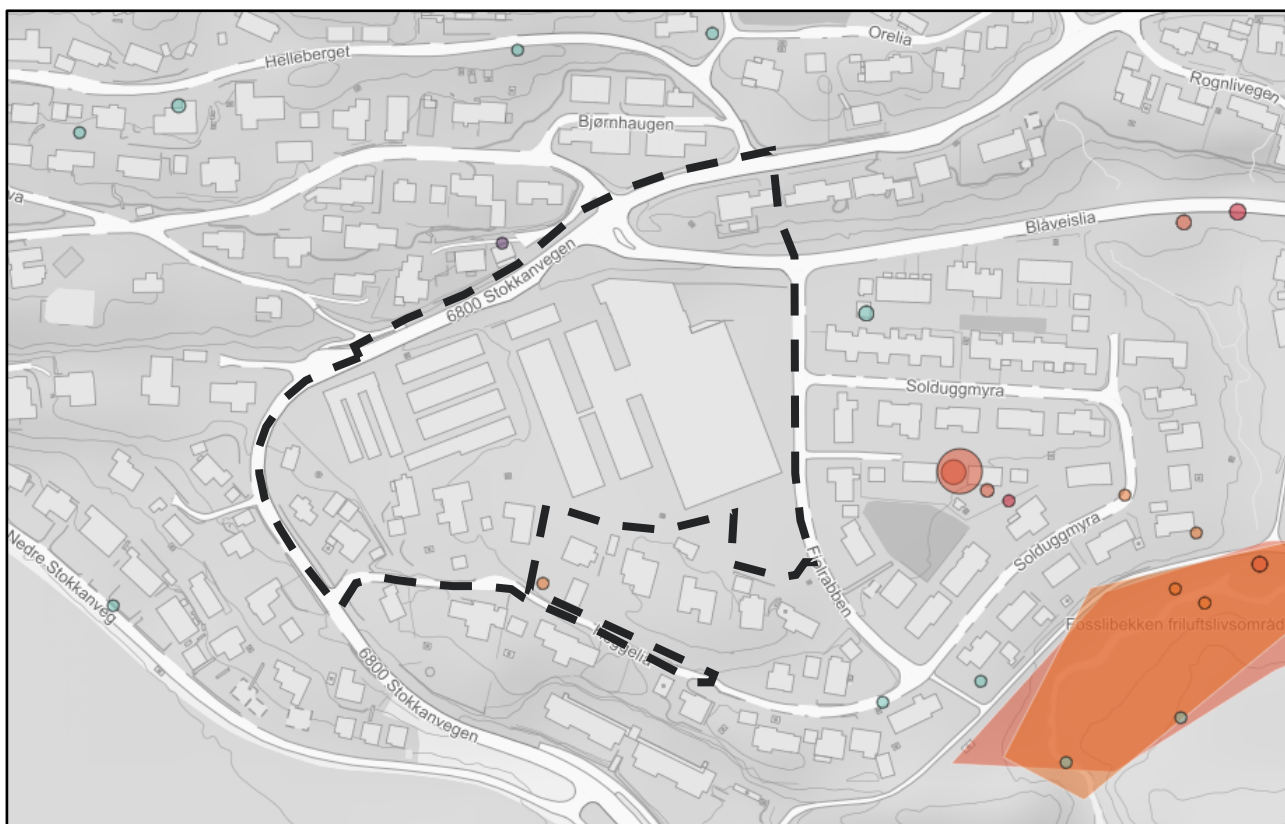 Orelia
Helleberget
Rognlivegen
Bjørnhaugen
va
Blåveislia
6800 Stokkanvegen
Solduggmyra
Solduggmyra
Nedre Stokkanveg
Fosslibekken friluftslivsområd
6800 Stokkanvegen